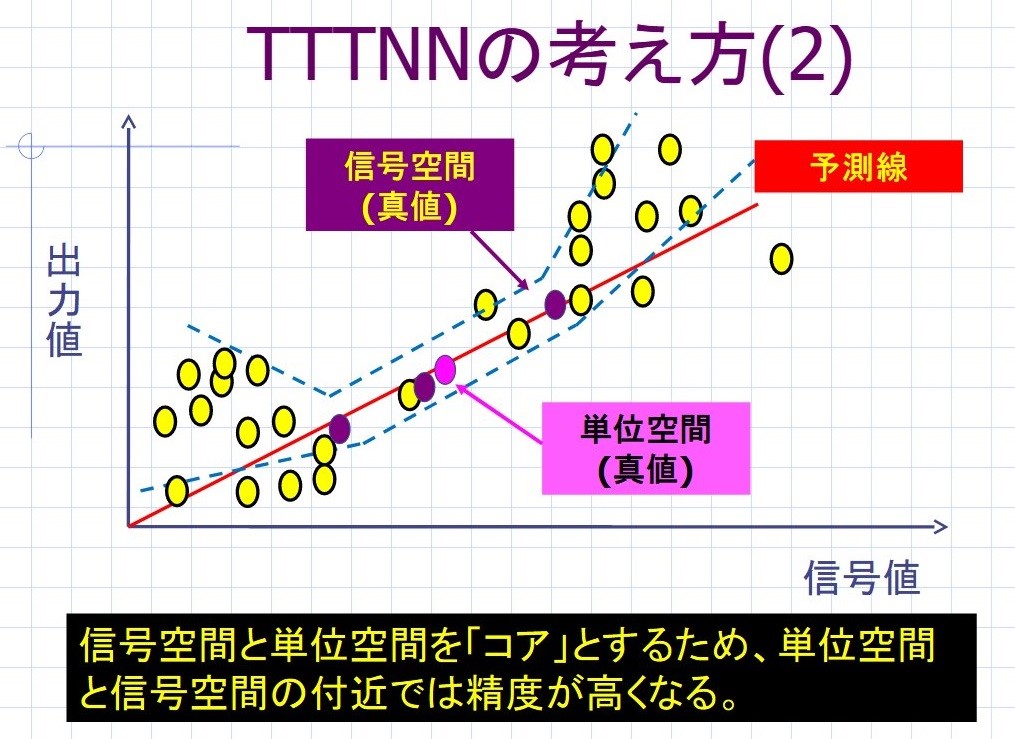 TTTNNの考え方(2)
信号空間
(真値)
予測線
出力値
単位空間
(真値)
信号値
信号空間と単位空間を｢コア｣とするため、単位空間
と信号空間の付近では精度が高くなる。